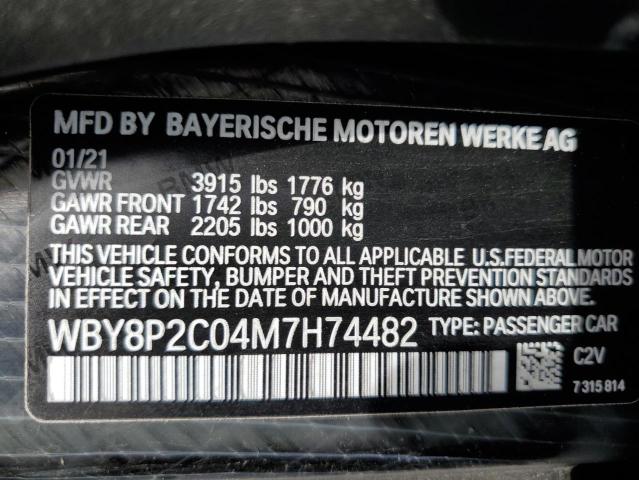 MFD BY BAYERISCHE MOTOREN WERKE AG
01/21
GVWR 3915 lbs 1776 kg
GAWR FRONT 1742 lbs 790 kg
GAWR REAR 2205 lbs 1000 kg
THIS VEHICLE CONFORMS TO ALL APPLICABLE U.S.FEDERAL MOTOR
VEHICLE SAFETY, BUMPER AND THEFT PREVENTION STANDARDS
IN EFFECT ON THE DATE OF MANUFACTURE SHOWN ABOVE.
WBY8P2C04M7H74482 TYPE: PASSENGER CAR
C2V
7 315 814